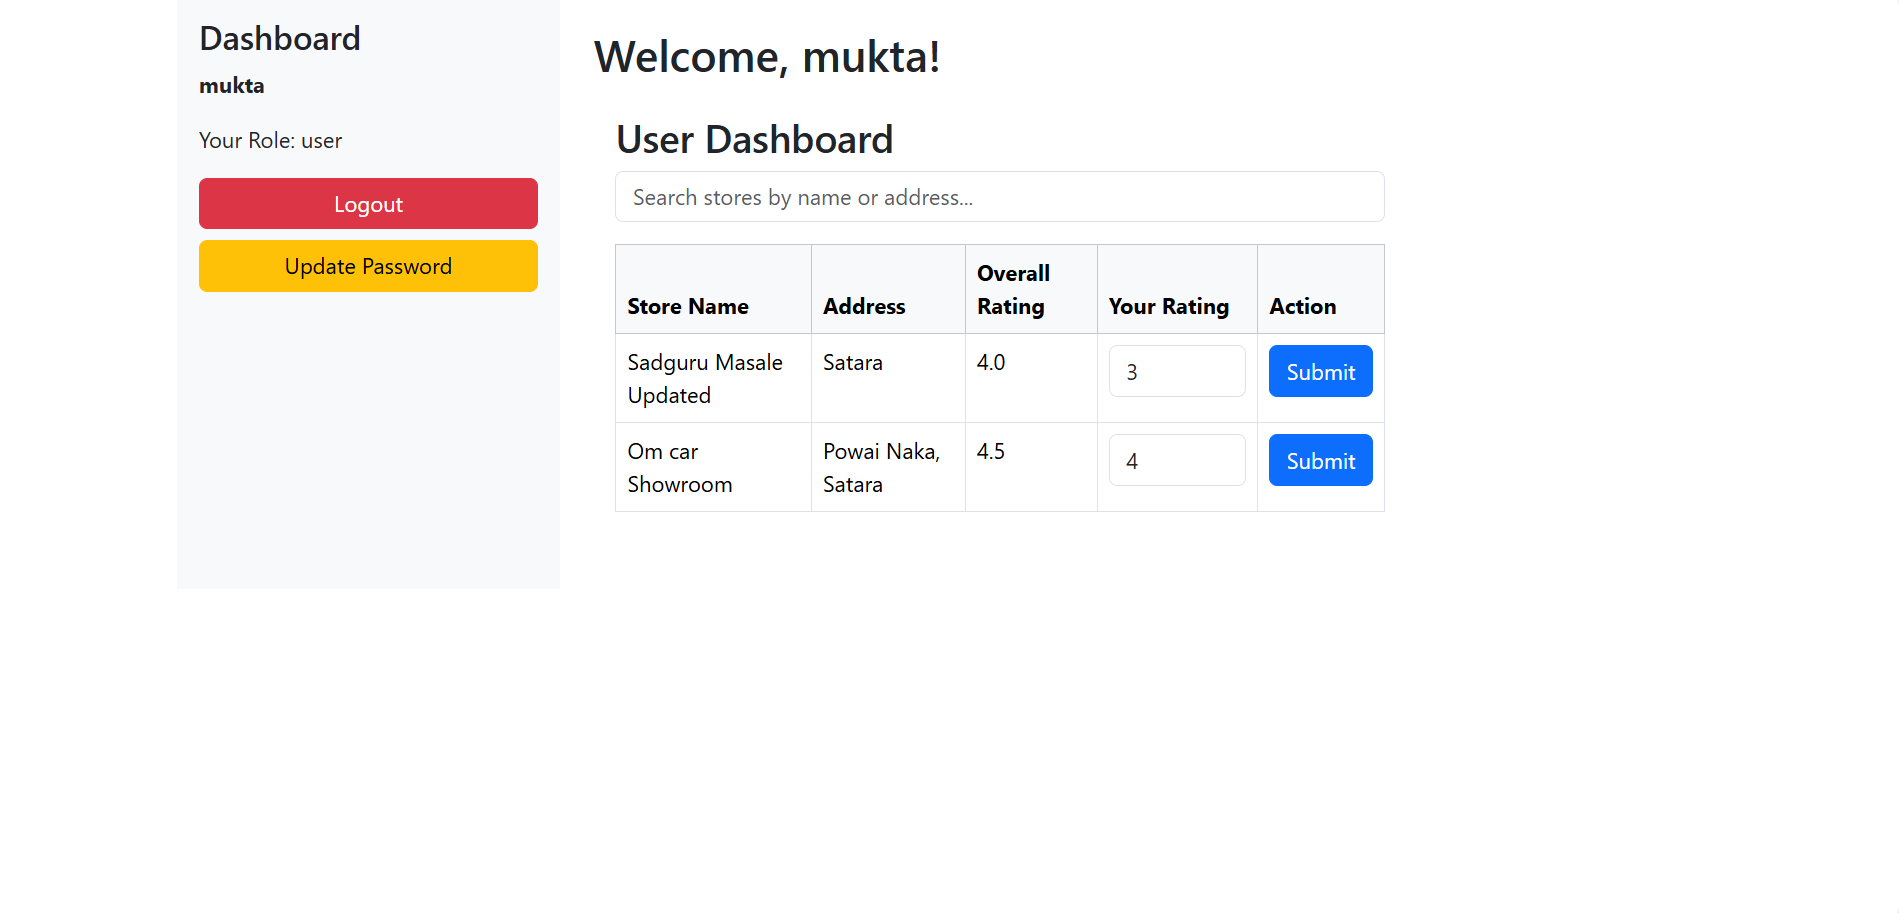 Dashboard
mukta
Your Role: user
Logout
Update Password
Welcome, mukta!
User Dashboard
Search stores by name or address...
Store Name Address Overall Rating Your Rating Action
Sadguru Masale Updated Satara 4.0 3 Submit
Om car Showroom Powai Naka, Satara 4.5 4 Submit